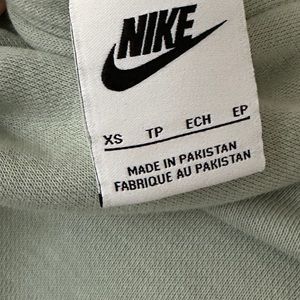 NIKE
XS TP ECH EP
MADE IN PAKISTAN
FABRIQUE AU PAKISTAN